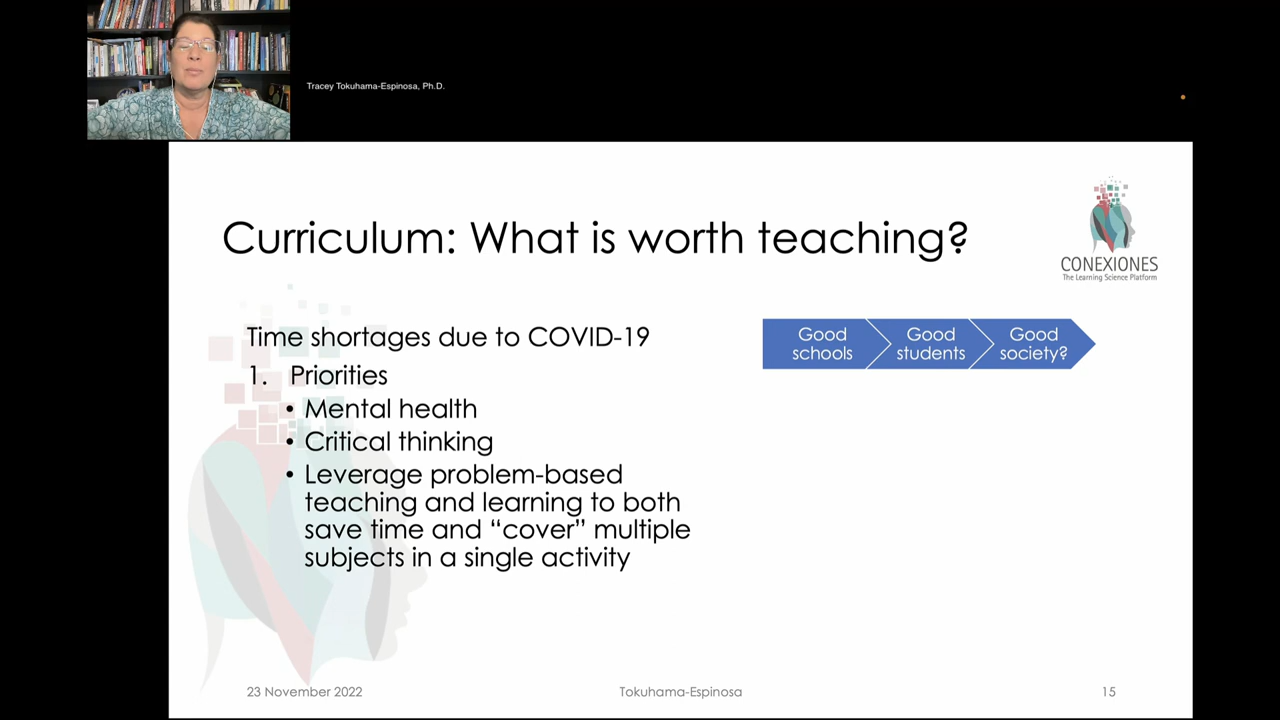 Tracey Tokuhama-Espinosa, Ph.D.
Curriculum: What is worth teaching?
CONEXIONES
The Learning Science Platform
Time shortages due to COVID-19
1. Priorities
• Mental health
• Critical thinking
• Leverage problem-based
teaching and learning to both
save time and “cover” multiple
subjects in a single activity
Good
schools
Good
students
Good
society?
23 November 2022
Tokuhama-Espinosa
15